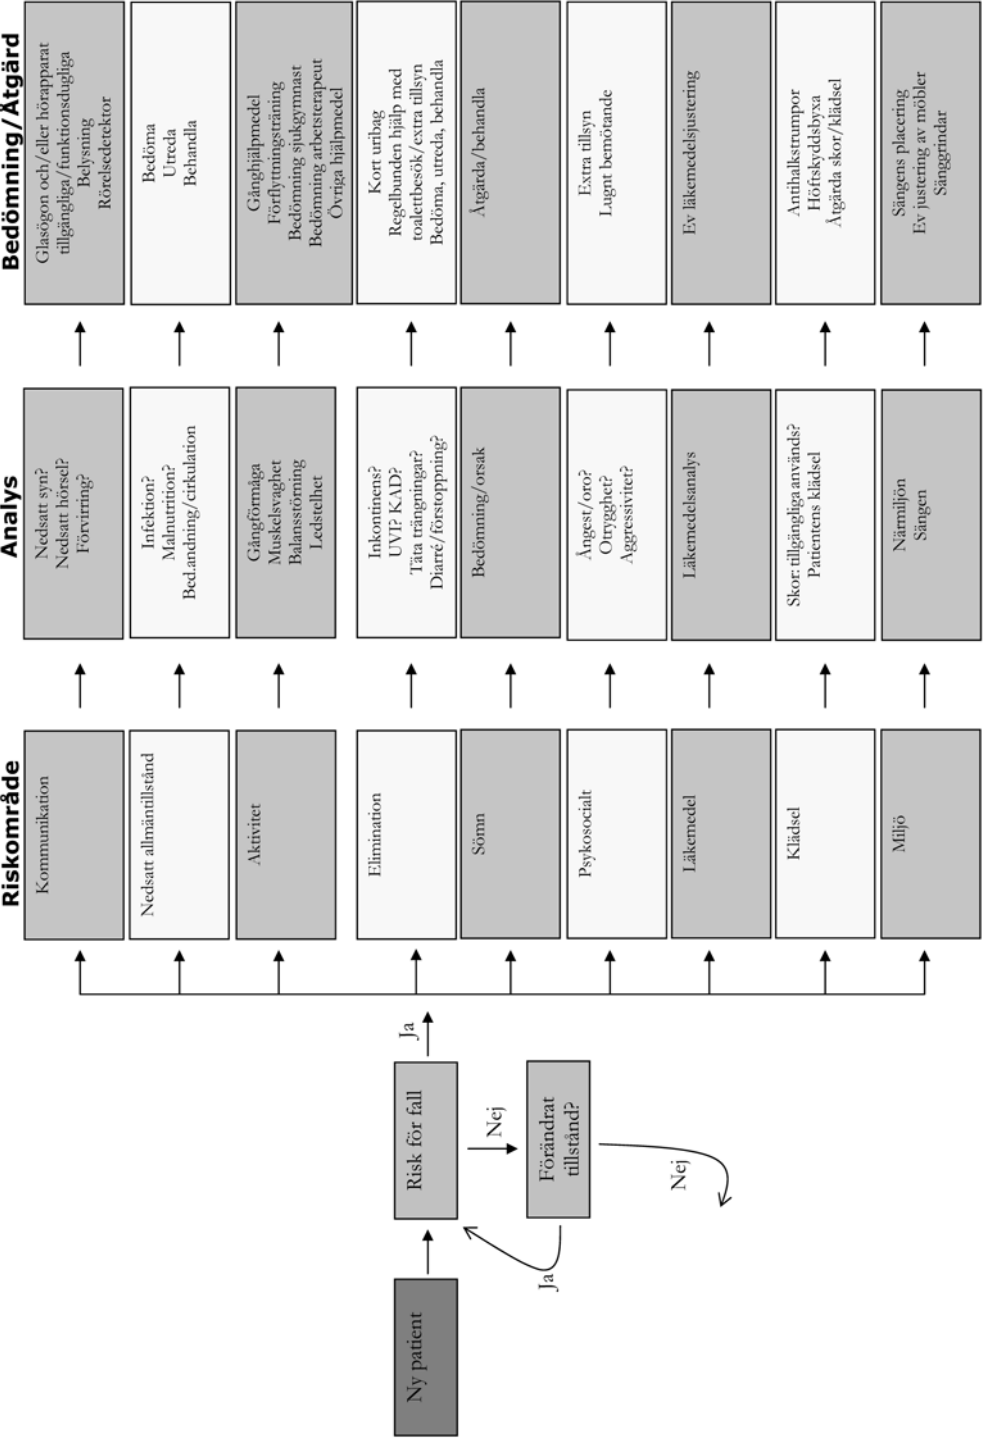 Ny patient
Risk för fall
Ja
Nej
Förändrat
tillstånd?
Ja
Nej
Riskområde
Analys
Bedömning/Åtgärd
Kommunikation
Nedsatt syn?
Nedsatt hörsel?
Förvirring?
Glasögon och/eller hörapparat
tillgängliga/funktionsdugliga
Belysning
Rörelsedetektor
Nedsatt allmäntillstånd
Infektion?
Malnutrition?
Bed.andning/cirkulation
Bedöma
Utreda
Behandla
Aktivitet
Gångförmåga
Muskelsvaghet
Balansstörning
Ledstelhet
Gånghjälpmedel
Förflyttningsträning
Bedömning sjukgymnast
Bedömning arbetsterapeut
Övriga hjälpmedel
Elimination
Inkontinens?
UVI? KAD?
Täta trängningar?
Diarré/förstoppning?
Kort uribag
Regelbunden hjälp med
toalettbesök/extra tillsyn
Bedöma, utreda, behandla
Sömn
Bedömning/orsak
Åtgärda/behandla
Psykosocialt
Ångest/oro?
Otrygghet?
Aggressivitet?
Extra tillsyn
Lugnt bemötande
Läkemedel
Läkemedelsanalys
Ev läkemedelsjustering
Klädsel
Skor: tillgängliga används?
Patientens klädsel
Antihalkstrumpor
Höftskyddsbyxa
Åtgärda skor/klädsel
Miljö
Närmiljön
Sängen
Sängens placering
Ev justering av möbler
Sänggrindar